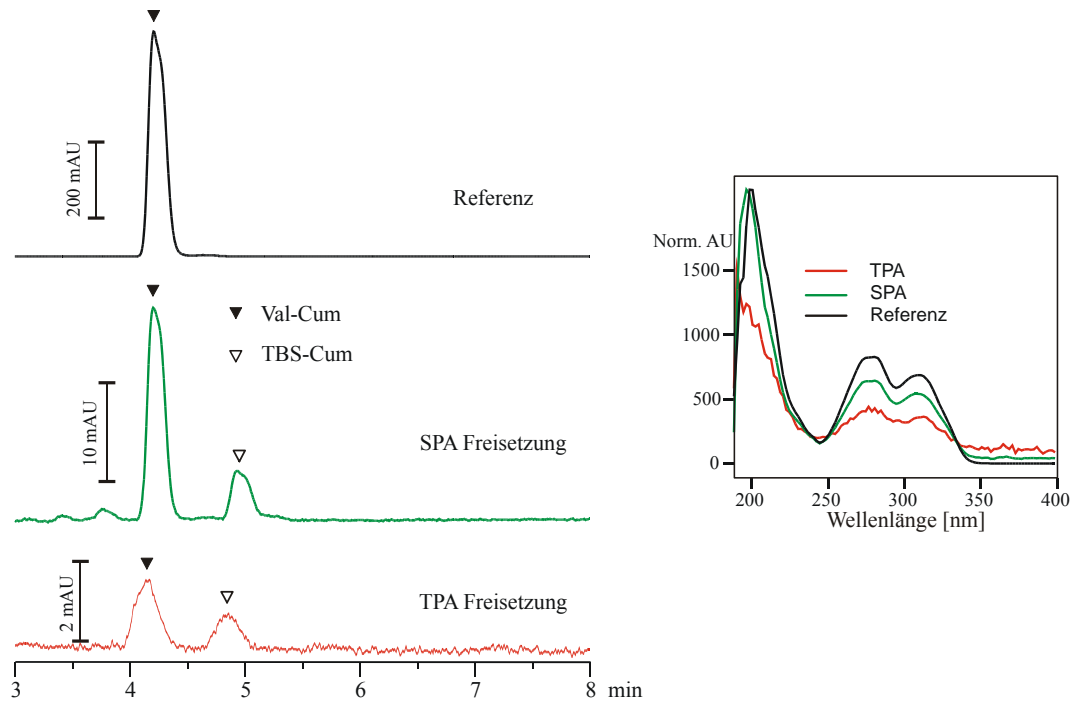 200 mAU
Referenz
Val-Cum
TBS-Cum
10 mAU
SPA Freisetzung
2 mAU
TPA Freisetzung
3 4 5 6 7 8 min
Norm. AU
1500
1000
500
0
TPA
SPA
Referenz
200 250 300 350 400
Wellenlänge [nm]